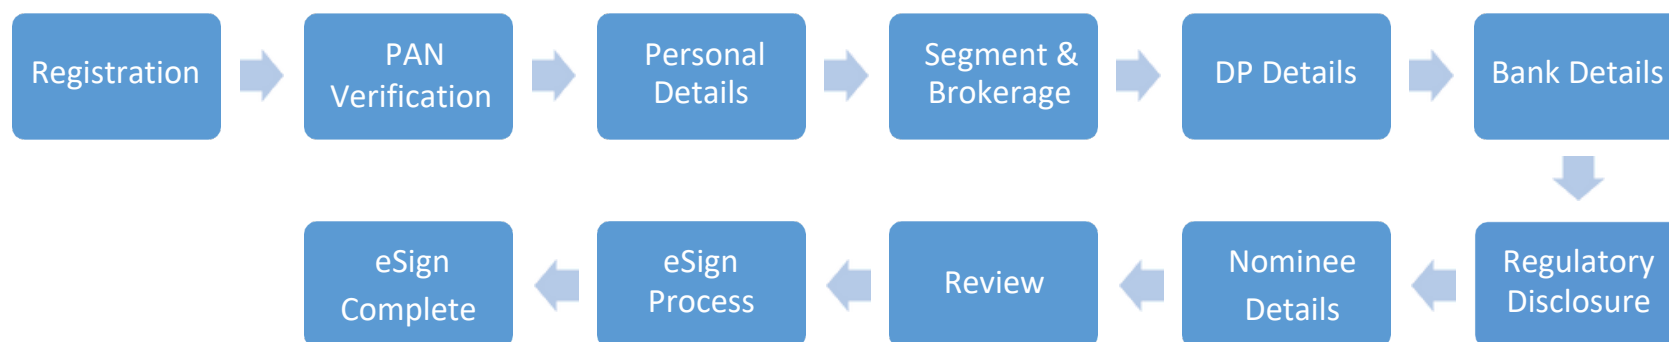 Registration
PAN
Verification
Personal
Details
Segment &
Brokerage
DP Details
Bank Details
Regulatory
Disclosure
Nominee
Details
Review
eSign
Process
eSign
Complete